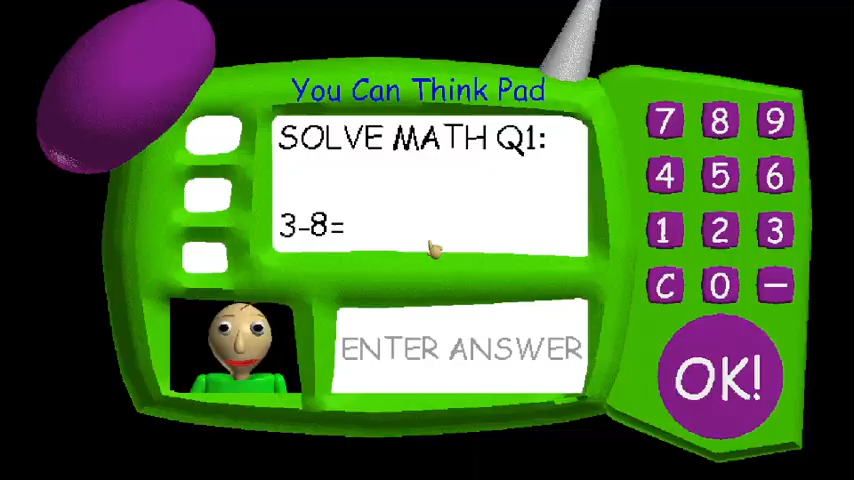 You Can Think Pad
SOLVE MATH Q1:
3-8=
ENTER ANSWER
7 8 9
4 5 6
1 2 3
C 0 -
OK!